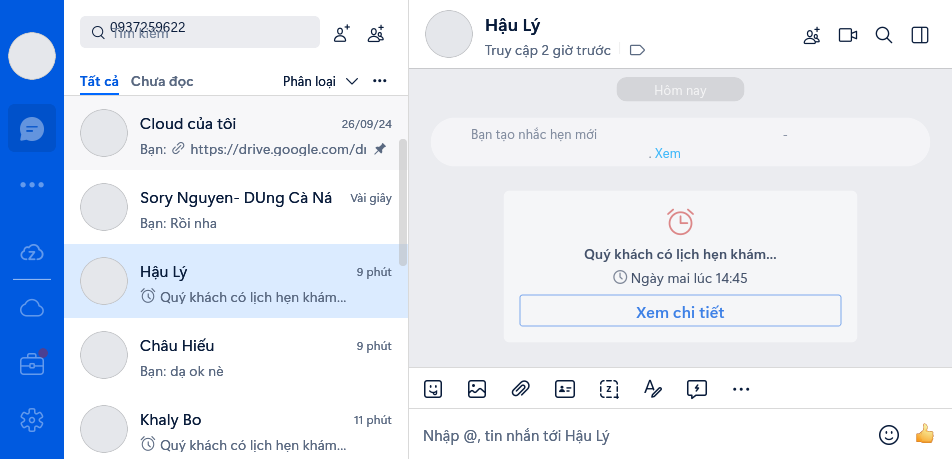 0937259622
Tìm kiếm
Tất cả Chưa đọc Phân loại
Cloud của tôi 26/09/24
Bạn: https://drive.google.com/dr
Sory Nguyen- DUng Cà Ná Vài giây
Bạn: Rồi nha
Hậu Lý 9 phút
Quý khách có lịch hẹn khám...
Châu Hiếu 9 phút
Bạn: dạ ok nè
Khaly Bo 11 phút
Quý khách có lịch hẹn khám...
Hậu Lý
Truy cập 2 giờ trước
Hôm nay
Bạn tạo nhắc hẹn mới -
. Xem
Quý khách có lịch hẹn khám...
Ngày mai lúc 14:45
Xem chi tiết
Nhập @, tin nhắn tới Hậu Lý